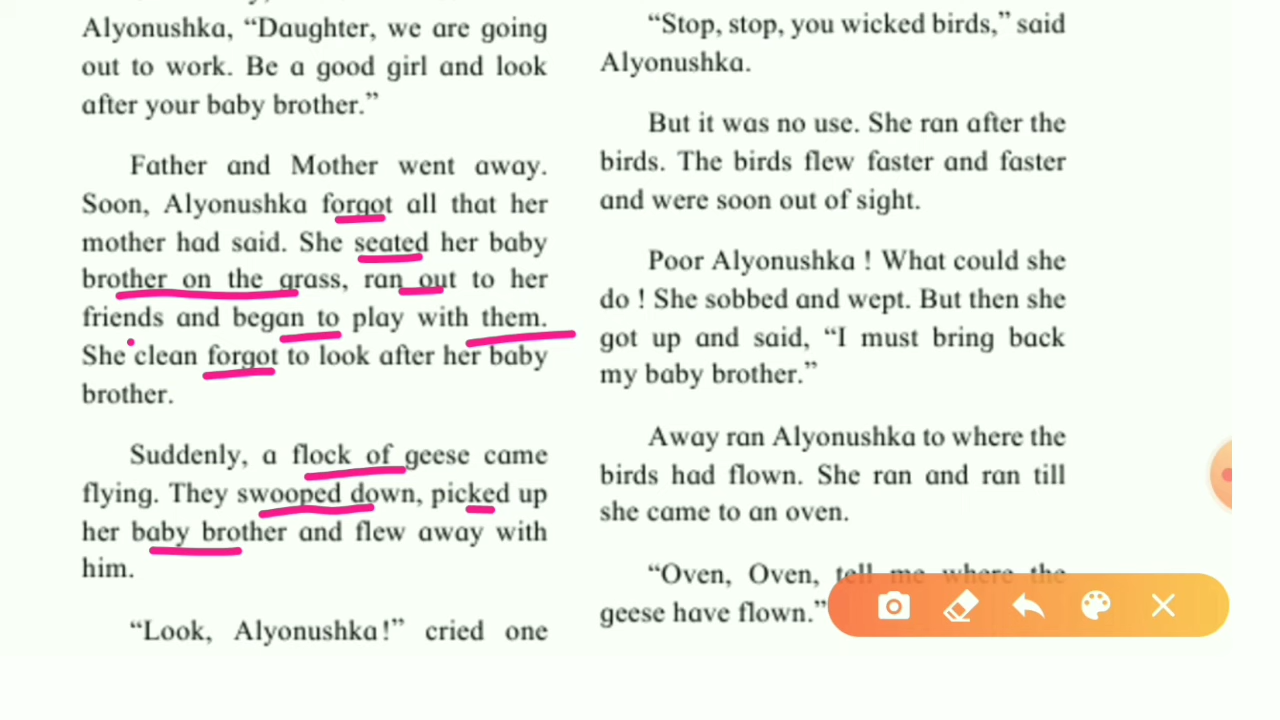 Alyonushka, “Daughter, we are going
out to work. Be a good girl and look
after your baby brother.”
Father and Mother went away.
Soon, Alyonushka forgot all that her
mother had said. She seated her baby
brother on the grass, ran out to her
friends and began to play with them.
She clean forgot to look after her baby
brother.
Suddenly, a flock of geese came
flying. They swooped down, picked up
her baby brother and flew away with
him.
“Look, Alyonushka!” cried one
“Stop, stop, you wicked birds,” said
Alyonushka.
But it was no use. She ran after the
birds. The birds flew faster and faster
and were soon out of sight.
Poor Alyonushka ! What could she
do ! She sobbed and wept. But then she
got up and said, “I must bring back
my baby brother.”
Away ran Alyonushka to where the
birds had flown. She ran and ran till
she came to an oven.
“Oven, Oven, tell me where the
geese have flown.”